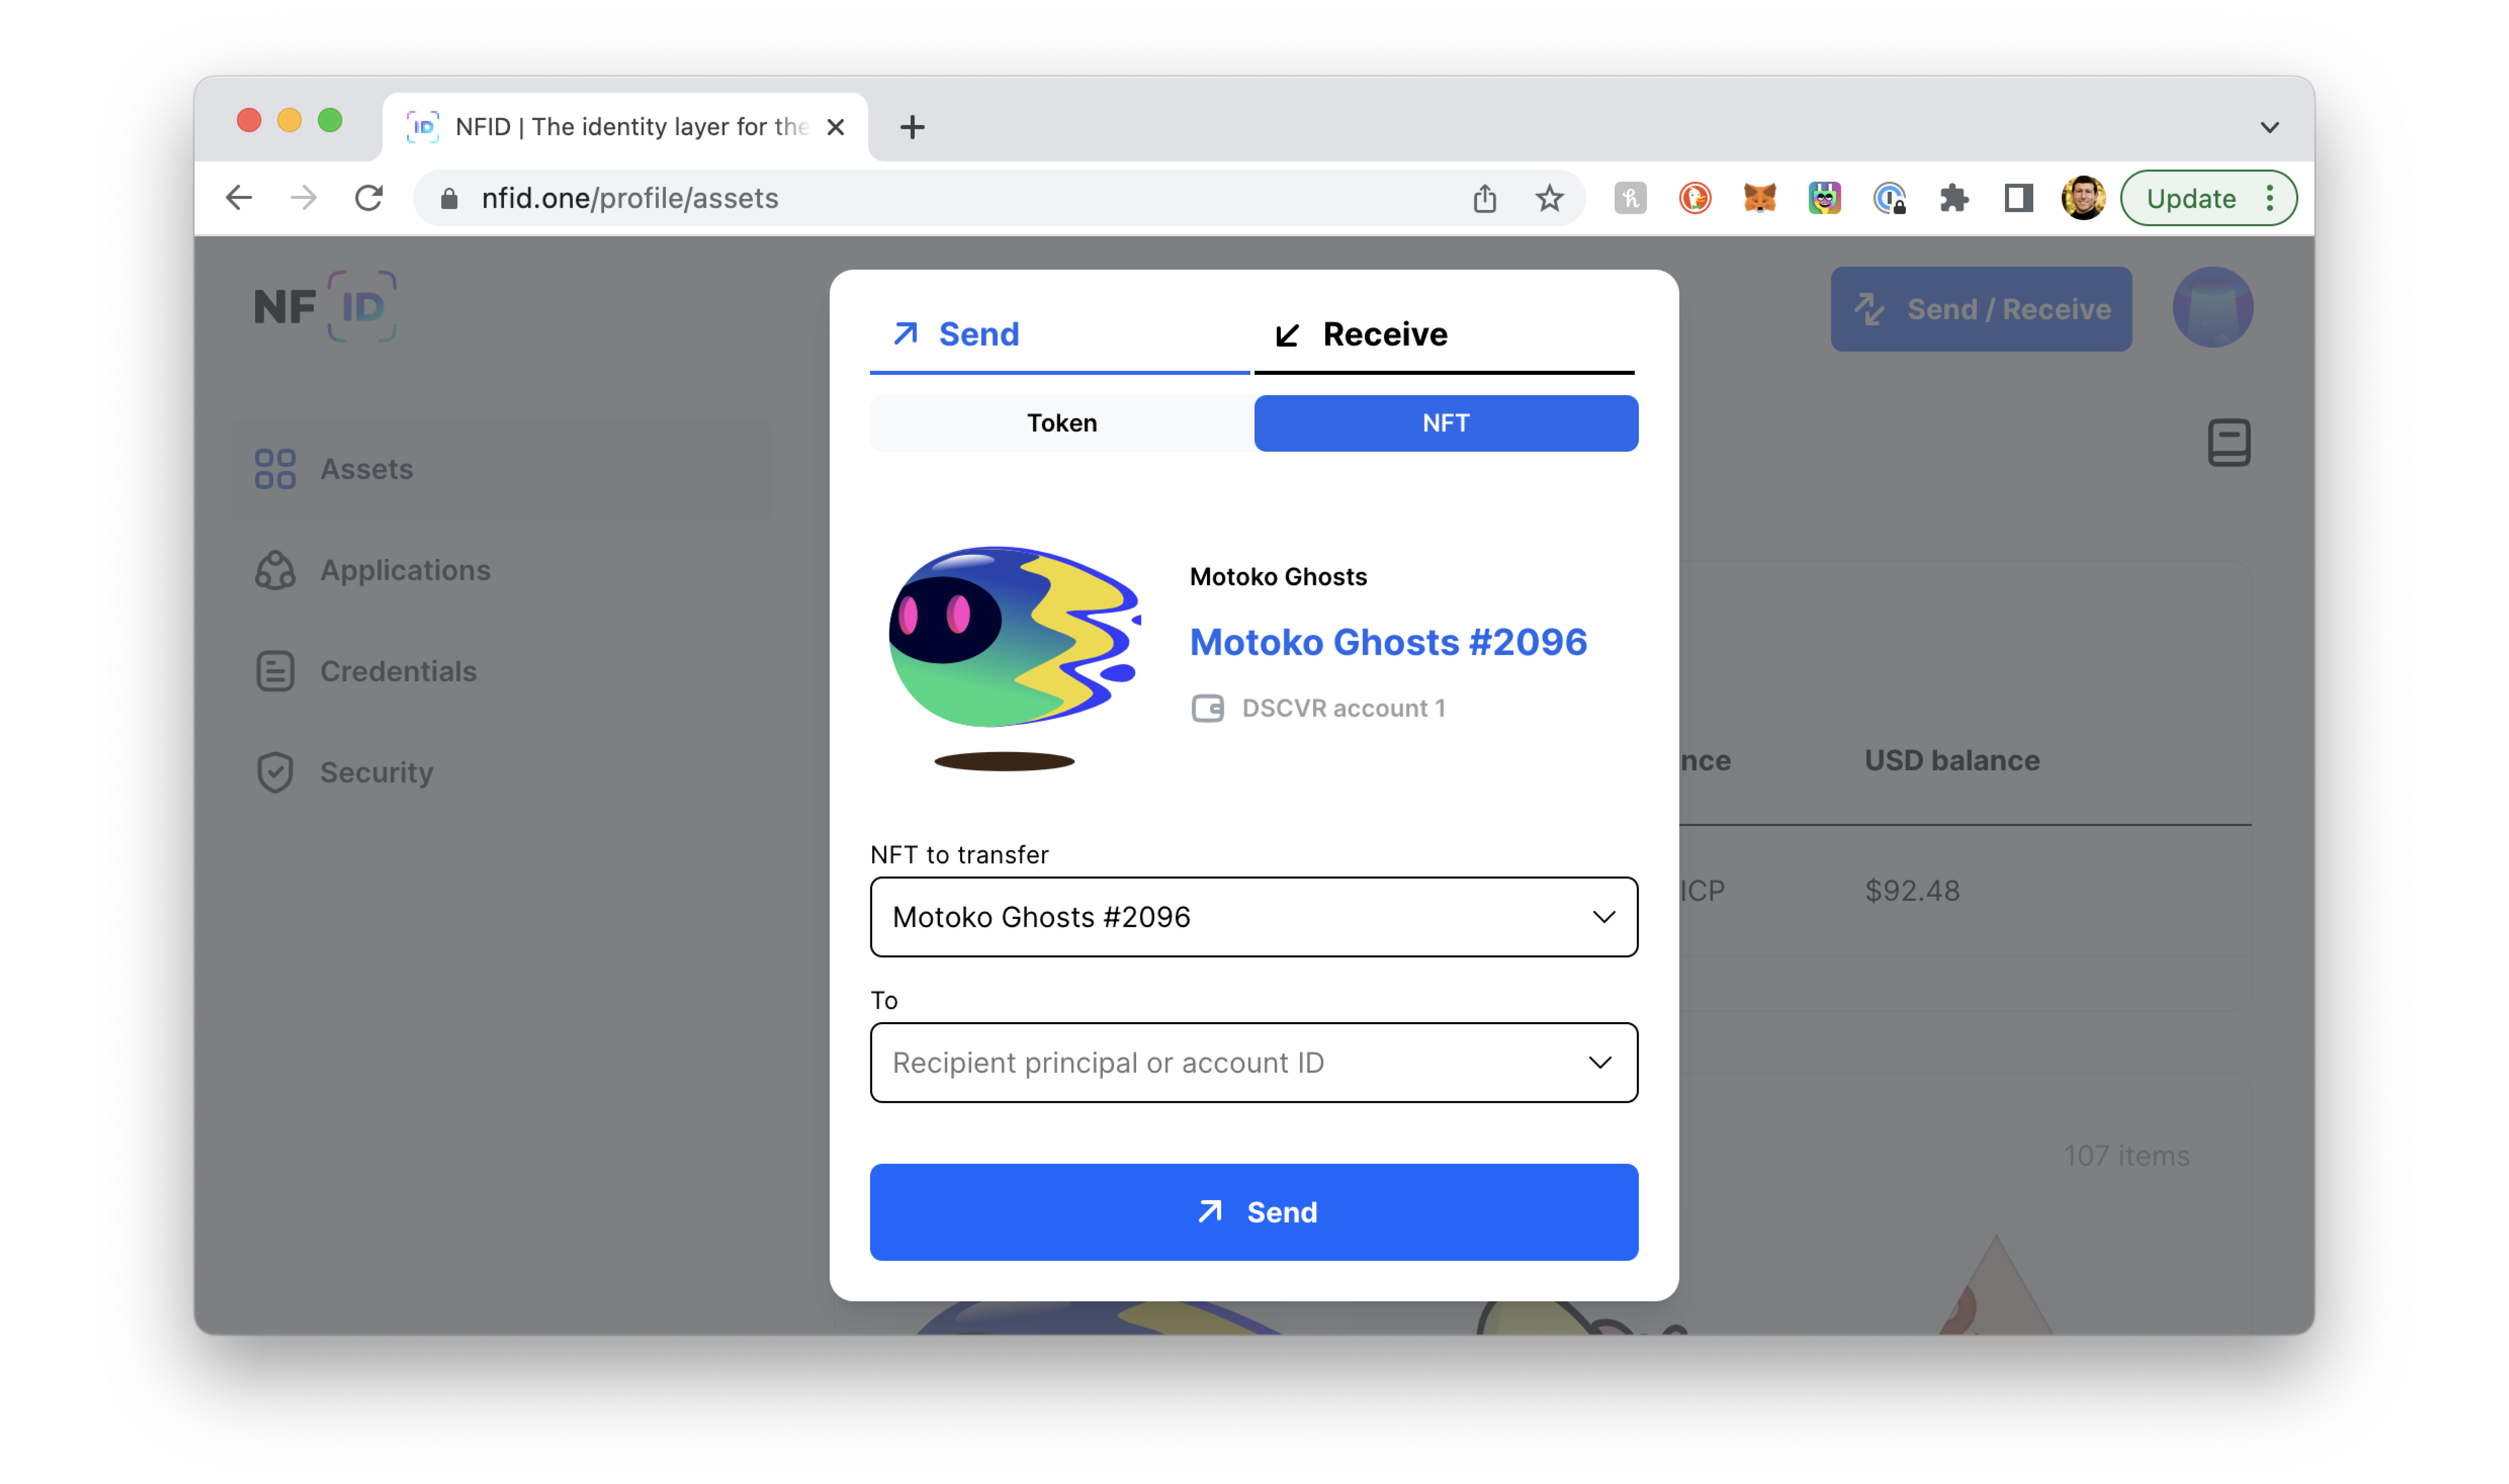 NFID | The identity layer for the
nfid.one/profile/assets
Update
NF ID
Send / Receive
Assets
Applications
Credentials
Security
Send
Receive
Token
NFT
Motoko Ghosts
Motoko Ghosts #2096
DSCVR account 1
nce
USD balance
ICP
$92.48
NFT to transfer
Motoko Ghosts #2096
To
Recipient principal or account ID
107 items
Send